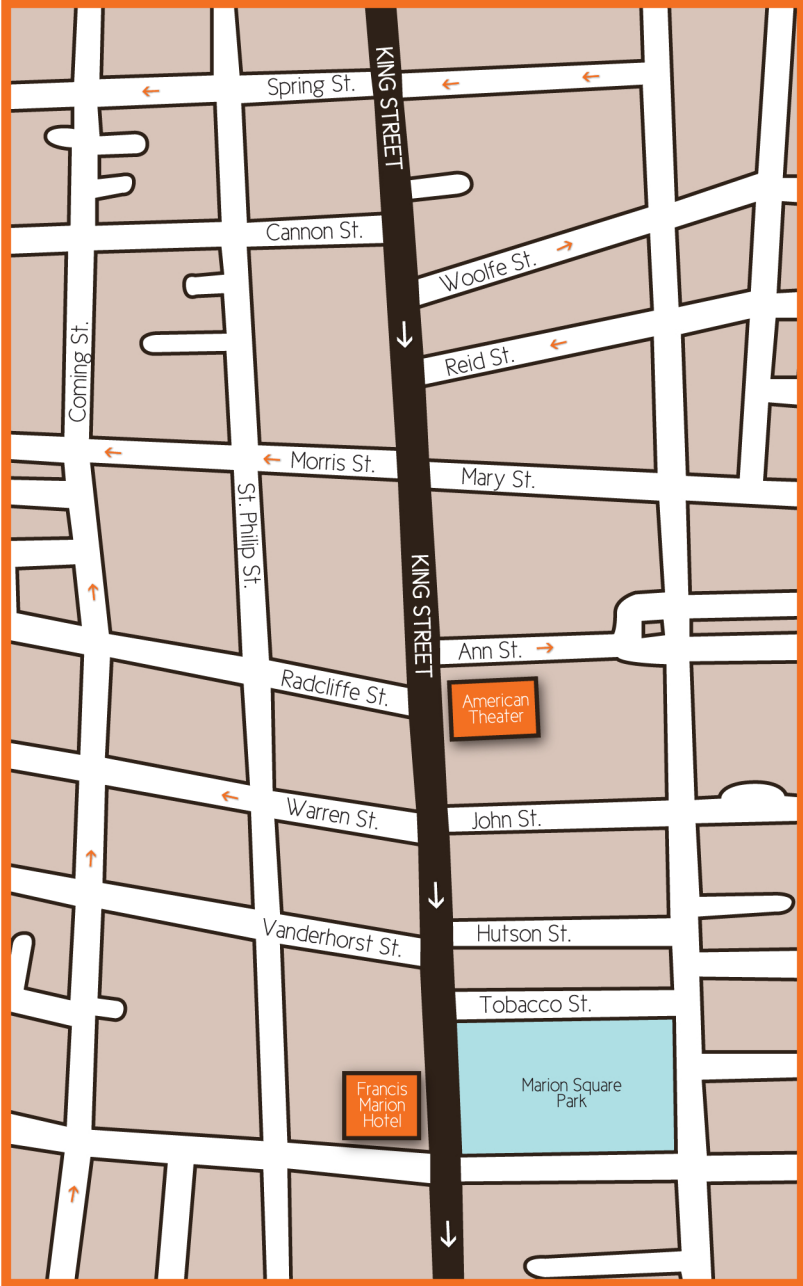 KING STREET
Spring St.
Cannon St.
Woolfe St.
Coming St.
Reid St.
Morris St.
Mary St.
St. Philip St.
KING STREET
Ann St.
Radcliffe St.
American
Theater
Warren St.
John St.
Vanderhorst St.
Hutson St.
Tobacco St.
Francis
Marion
Hotel
Marion Square
Park